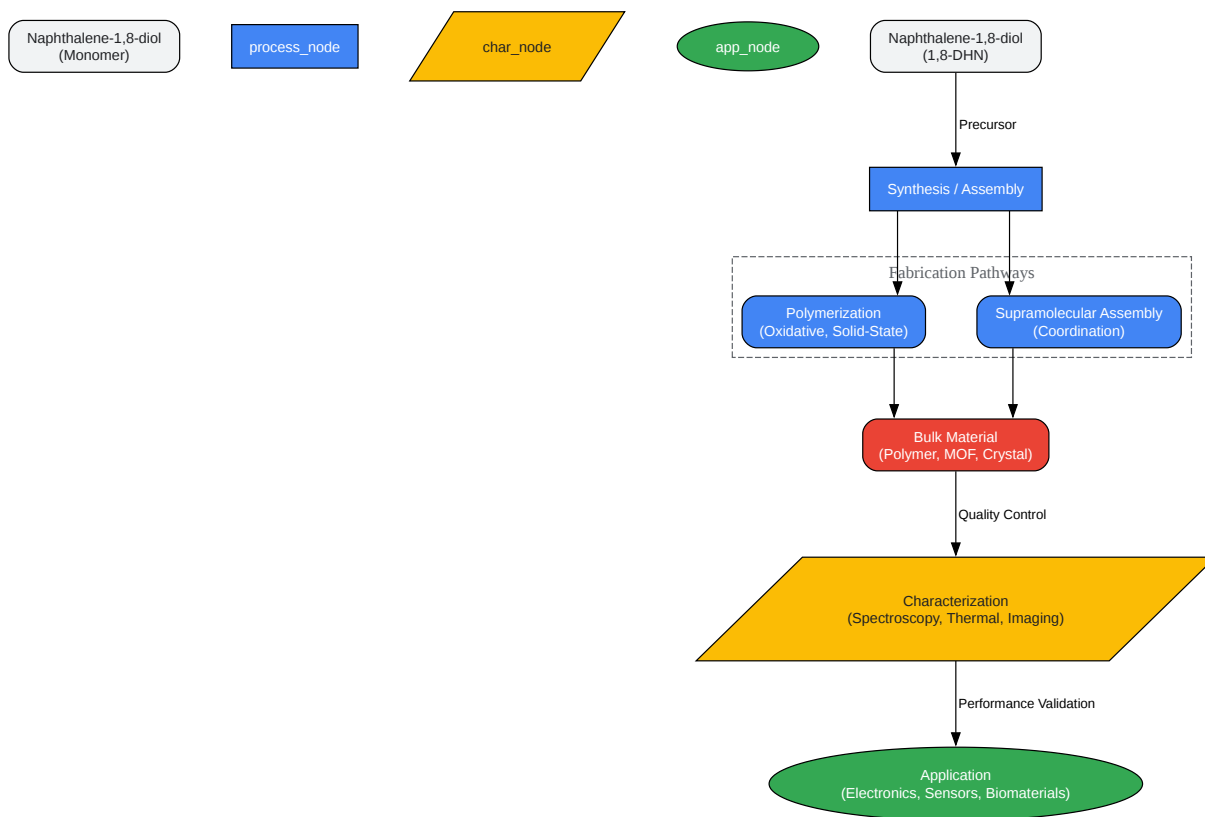 Naphthalene-1,8-diol
(Monomer)
process_node
char_node
app_node
Naphthalene-1,8-diol
(1,8-DHN)
Precursor
Synthesis / Assembly
Fabrication Pathways
Polymerization
(Oxidative, Solid-State)
Supramolecular Assembly
(Coordination)
Bulk Material
(Polymer, MOF, Crystal)
Quality Control
Characterization
(Spectroscopy, Thermal, Imaging)
Performance Validation
Application
(Electronics, Sensors, Biomaterials)